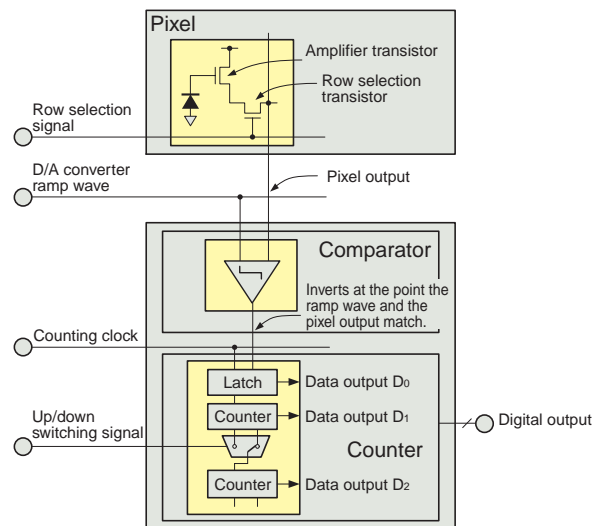 Pixel
Amplifier transistor
Row selection
transistor
Row selection
signal
D/A converter
ramp wave
Pixel output
Comparator
Inverts at the point the
ramp wave and the
pixel output match.
Counting clock
Latch
Data output D₀
Up/down
switching signal
Counter
Data output D₁
Digital output
Counter
Counter
Data output D₂